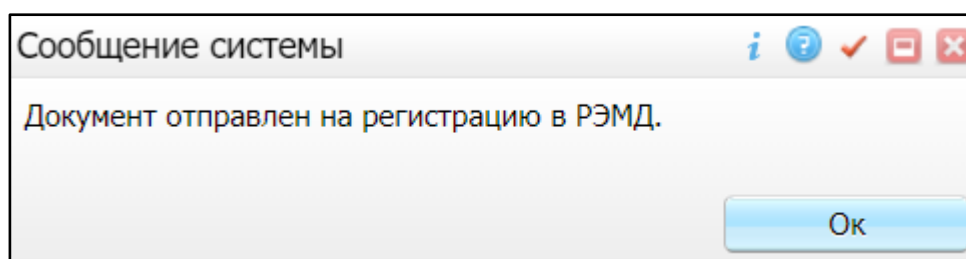 Сообщение системы
Документ отправлен на регистрацию в РЭМД.
Ок